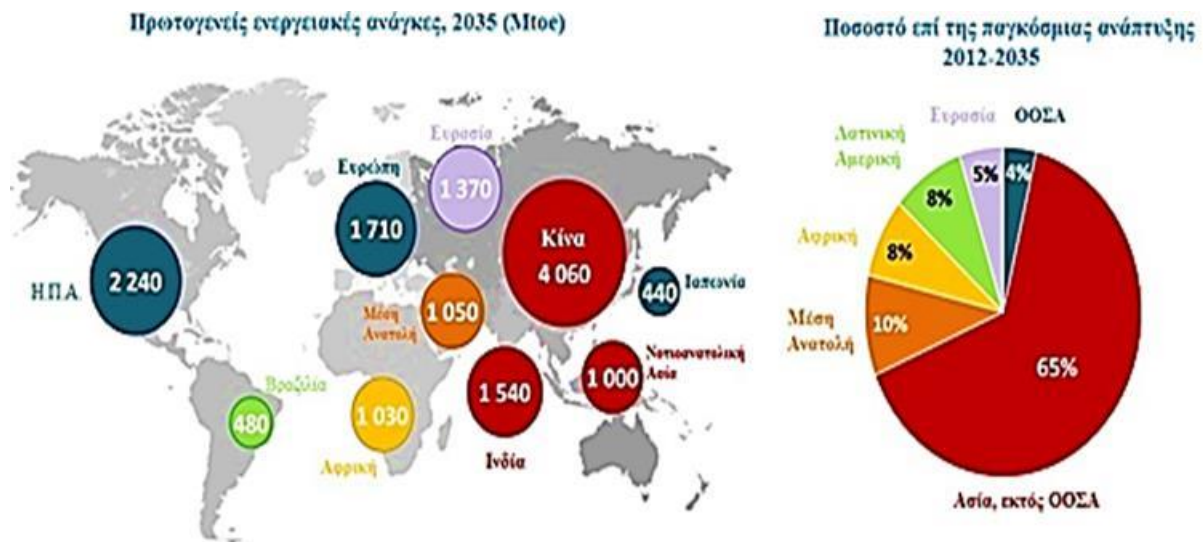 Πρωτογενείς ενεργειακές ανάγκες, 2035 (Mtoe)
Ποσοστό επί της παγκόσμιας ανάπτυξης
2012-2035
Ευρασία
1 370
Ευρώπη
1 710
Κίνα
4 060
Η.Π.Α.
2 240
440
Ιαπωνία
Μέση
Ανατολή
1 050
Νοτιοανατολική
Ασία
1 000
1 540
Ινδία
Βραζιλία
480
1 030
Αφρική
Ευρασία
ΟΟΣΑ
Λατινική
Αμερική
5%
4%
8%
Αφρική
8%
Μέση
Ανατολή
10%
65%
Ασία, εκτός ΟΟΣΑ